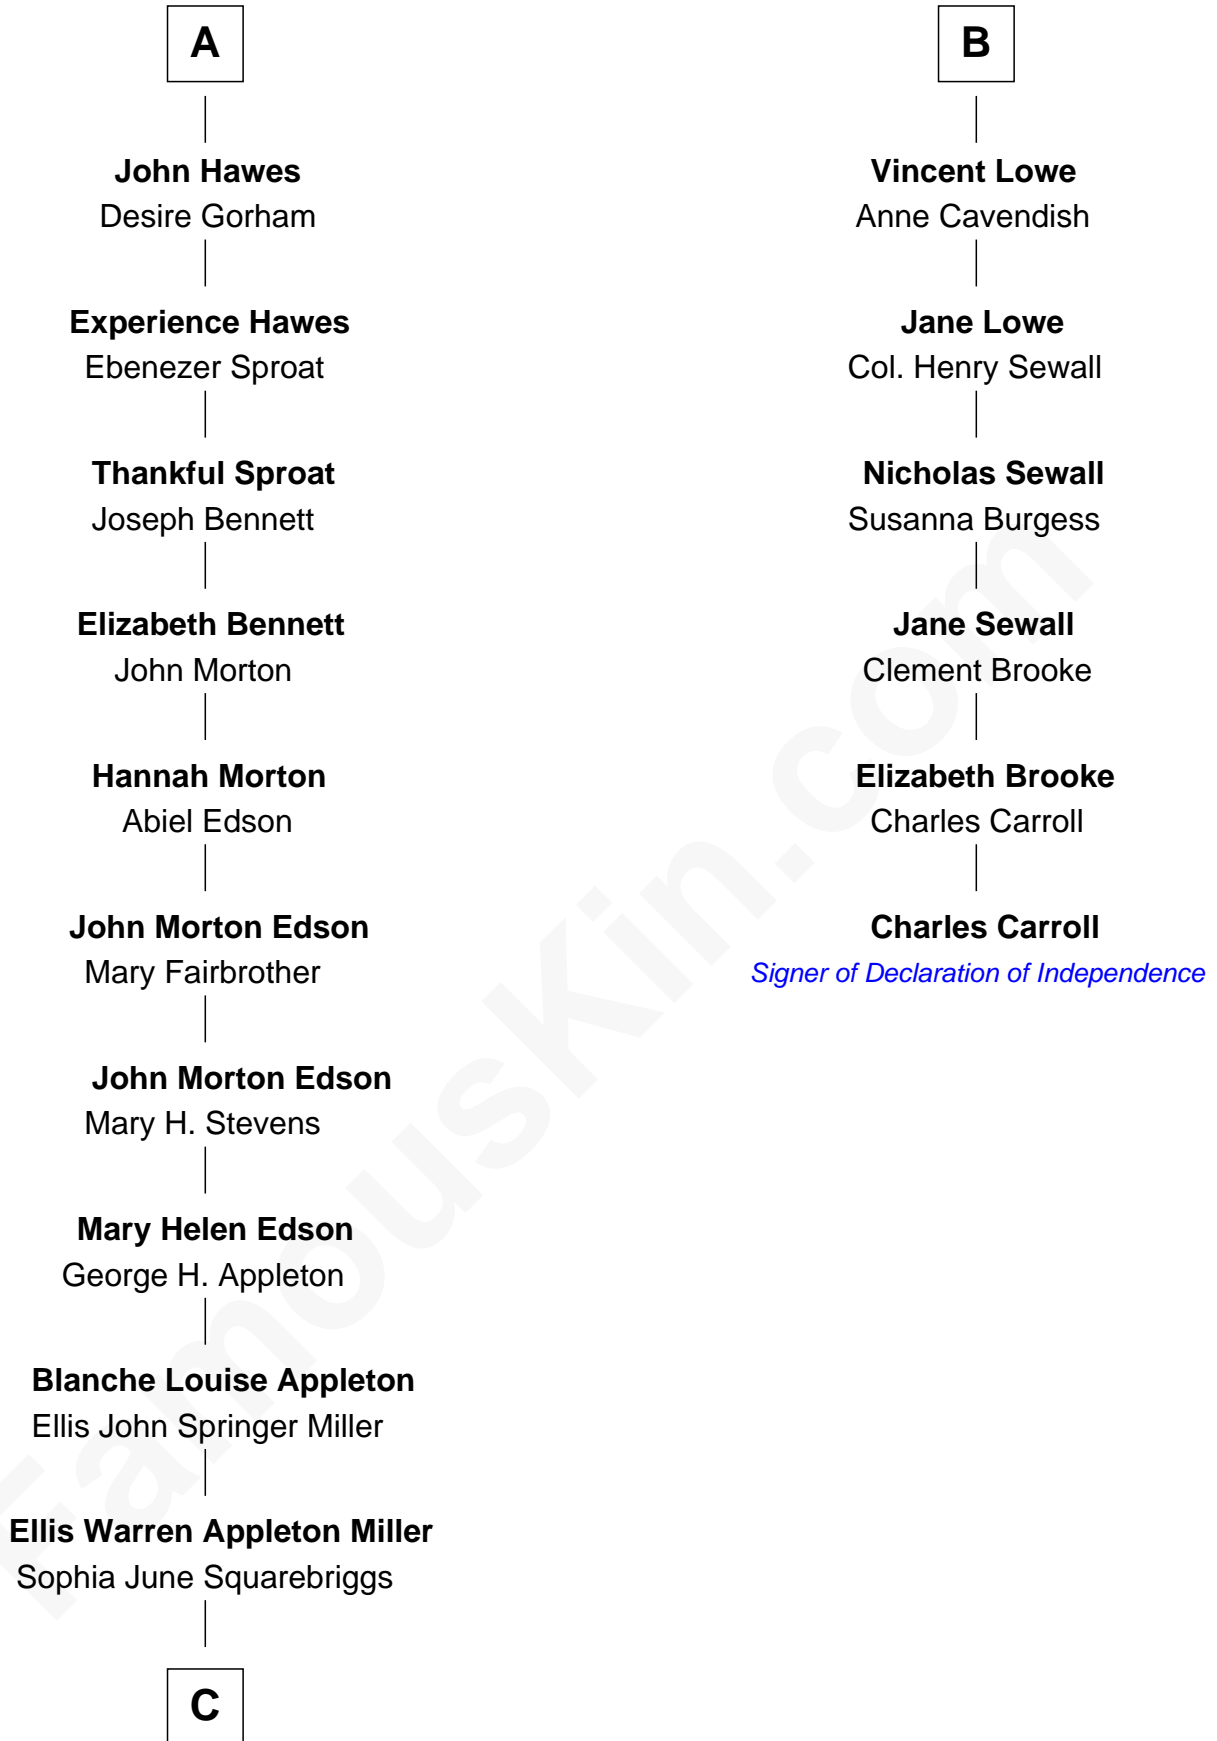 A
John Hawes
Desire Gorham
Experience Hawes
Ebenezer Sproat
Thankful Sproat
Joseph Bennett
Elizabeth Bennett
John Morton
Hannah Morton
Abiel Edson
John Morton Edson
Mary Fairbrother
John Morton Edson
Mary H. Stevens
Mary Helen Edson
George H. Appleton
Blanche Louise Appleton
Ellis John Springer Miller
Ellis Warren Appleton Miller
Sophia June Squarebriggs
C
B
Vincent Lowe
Anne Cavendish
Jane Lowe
Col. Henry Sewall
Nicholas Sewall
Susanna Burgess
Jane Sewall
Clement Brooke
Elizabeth Brooke
Charles Carroll
Charles Carroll
Signer of Declaration of Independence
FamousKin.com